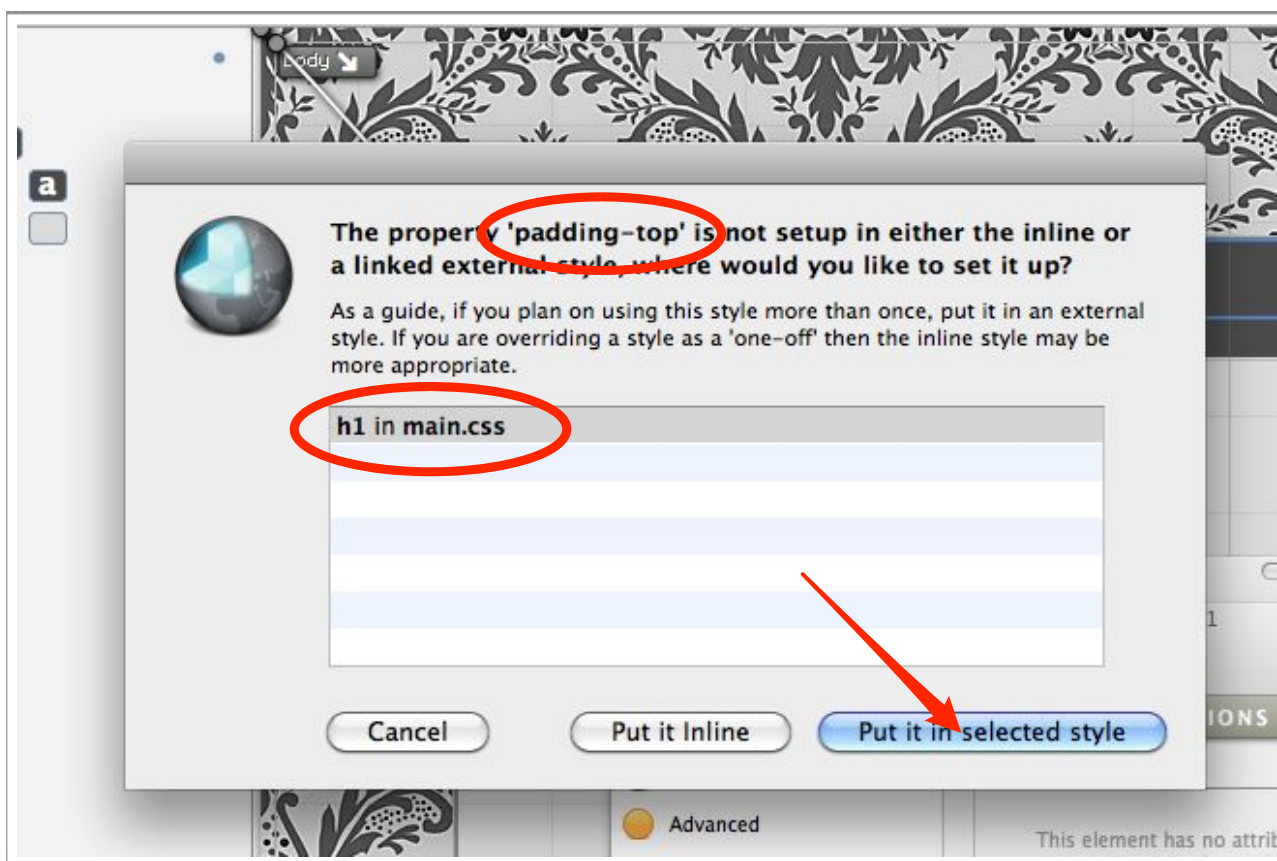 body
a
The property 'padding-top' is not setup in either the inline or
a linked external style, where would you like to set it up?
As a guide, if you plan on using this style more than once, put it in an external
style. If you are overriding a style as a 'one-off' then the inline style may be
more appropriate.
h1 in main.css
1
Cancel
Put it Inline
Put it in selected style
IONS
Advanced
This element has no attrib